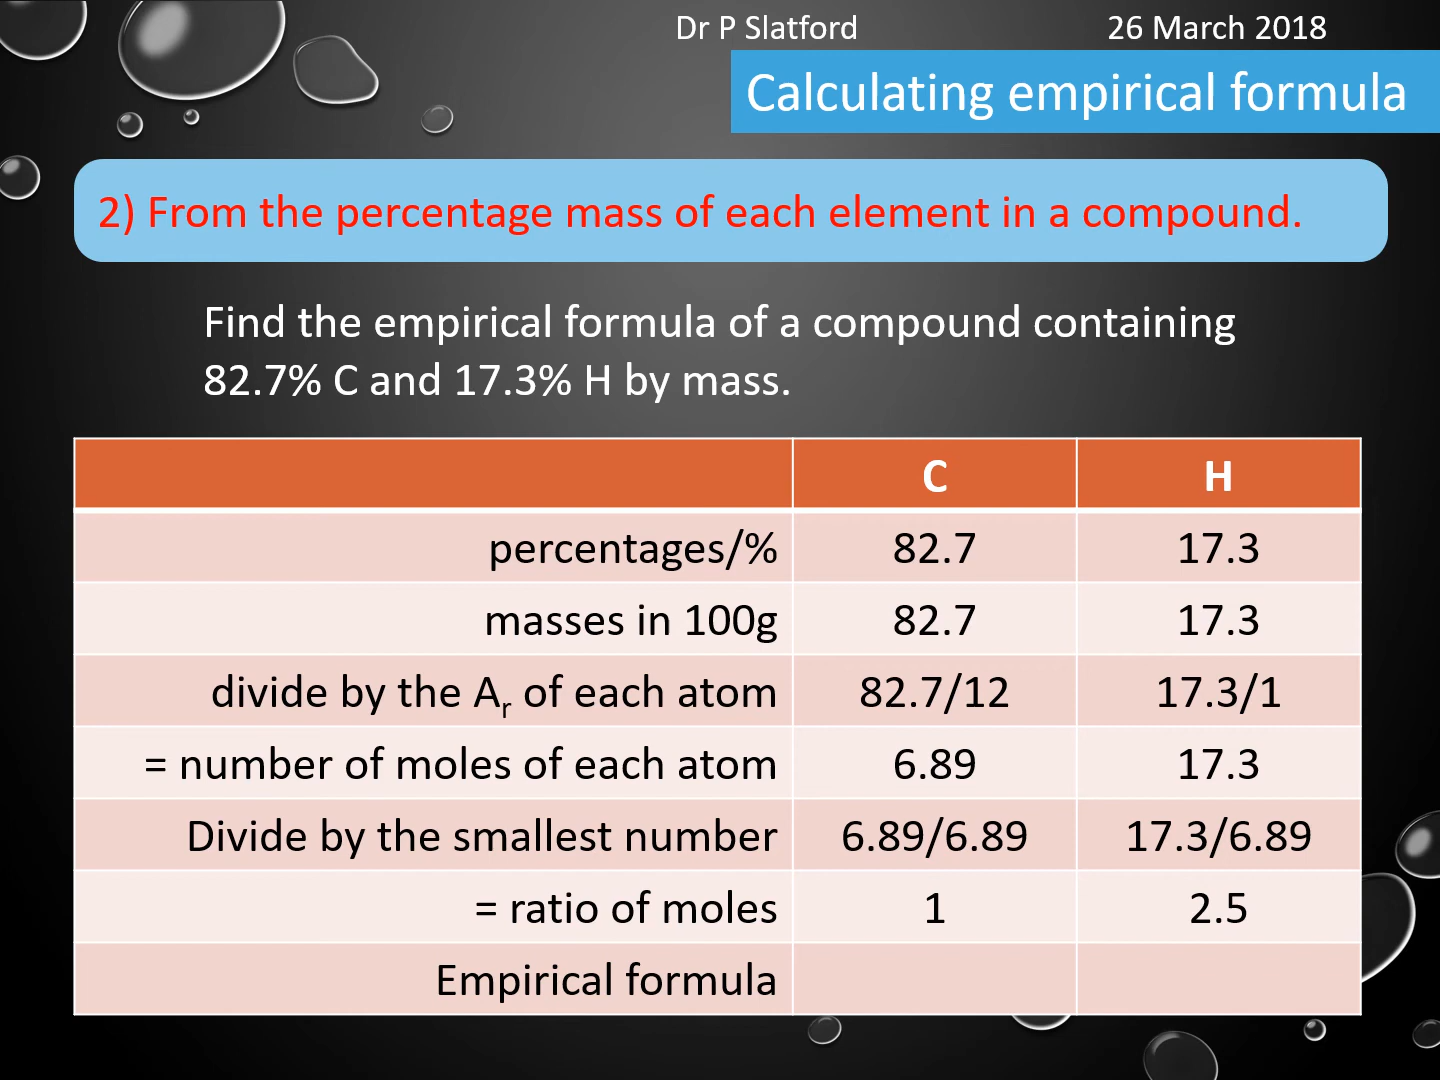 Dr P Slatford 26 March 2018
Calculating empirical formula
2) From the percentage mass of each element in a compound.
Find the empirical formula of a compound containing
82.7% C and 17.3% H by mass.
C H
percentages/% 82.7 17.3
masses in 100g 82.7 17.3
divide by the Ar of each atom 82.7/12 17.3/1
= number of moles of each atom 6.89 17.3
Divide by the smallest number 6.89/6.89 17.3/6.89
= ratio of moles 1 2.5
Empirical formula